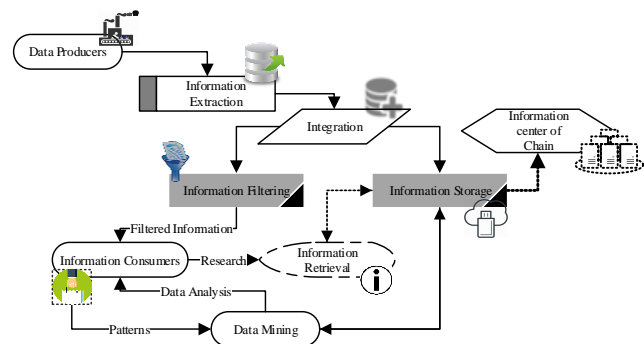 Data Producers
Information
Extraction
Integration
Information
center of
Chain
Information Filtering
Information Storage
Filtered Information
Information Consumers
Research
Information
Retrieval
Data Analysis
Patterns
Data Mining